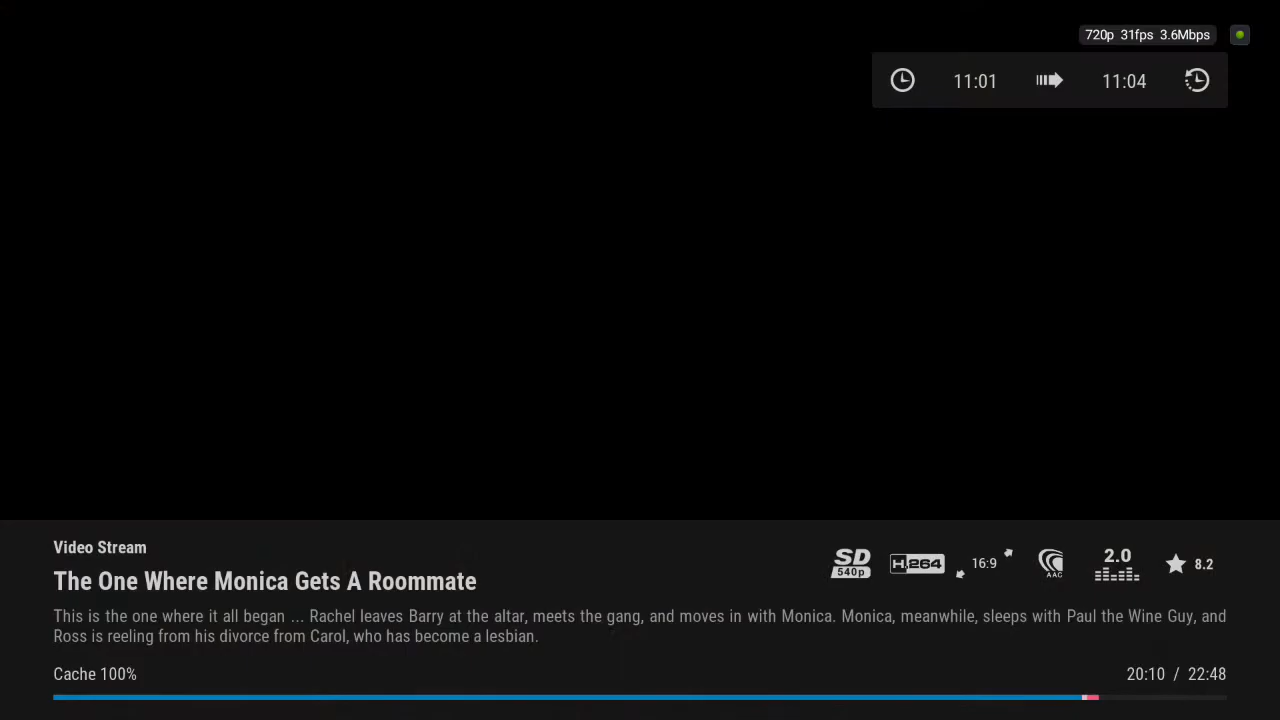 720p 31fps 3.6Mbps
11:01 11:04
Video Stream
The One Where Monica Gets A Roommate
SD 540p H.264 16:9 AAC 2.0 8.2
This is the one where it all began ... Rachel leaves Barry at the altar, meets the gang, and moves in with Monica. Monica, meanwhile, sleeps with Paul the Wine Guy, and
Ross is reeling from his divorce from Carol, who has become a lesbian.
Cache 100%
20:10 / 22:48